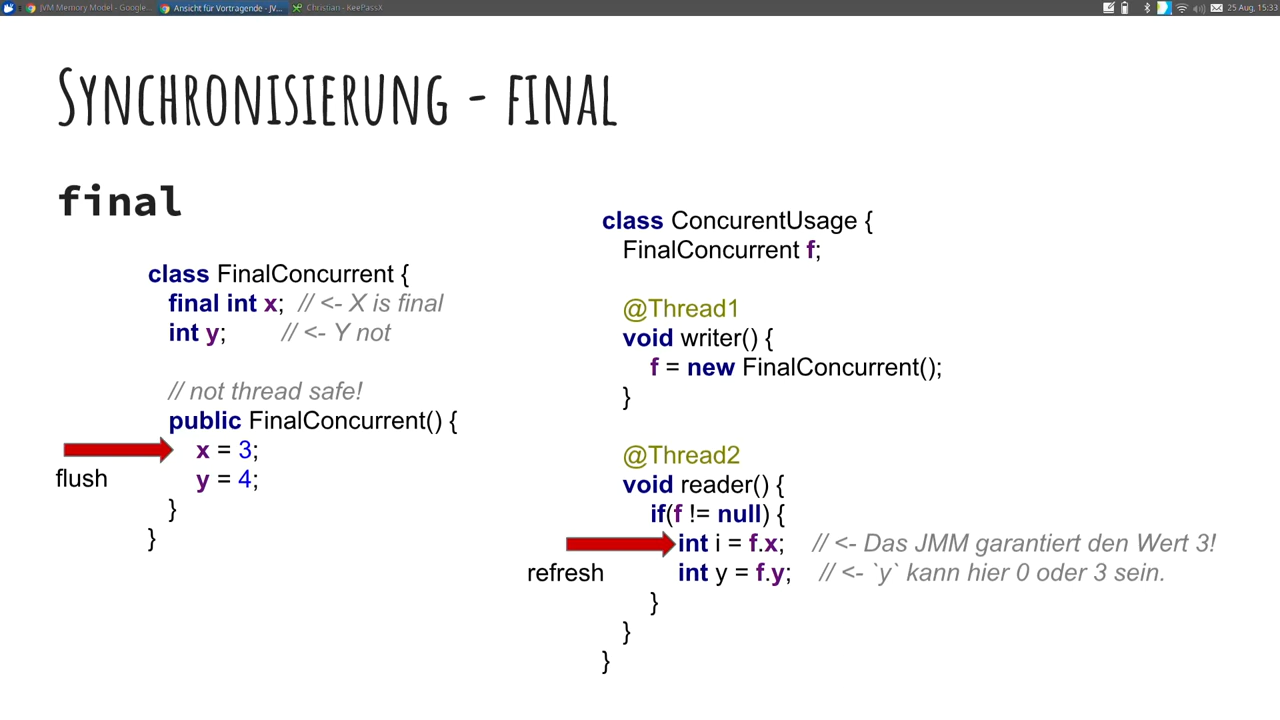 JVM Memory Model - Google...
Ansicht für Vortragende - JV...
Christian - KeePassX
25 Aug, 15:33
SYNCHRONISIERUNG - FINAL
final
class FinalConcurrent {
final int x; // <- X is final
int y; // <- Y not
// not thread safe!
public FinalConcurrent() {
x = 3;
flush
y = 4;
}
}
class ConcurentUsage {
FinalConcurrent f;
@Thread1
void writer() {
f = new FinalConcurrent();
}
@Thread2
void reader() {
if(f != null) {
int i = f.x; // <- Das JMM garantiert den Wert 3!
refresh
int y = f.y; // <- `y` kann hier 0 oder 3 sein.
}
}
}